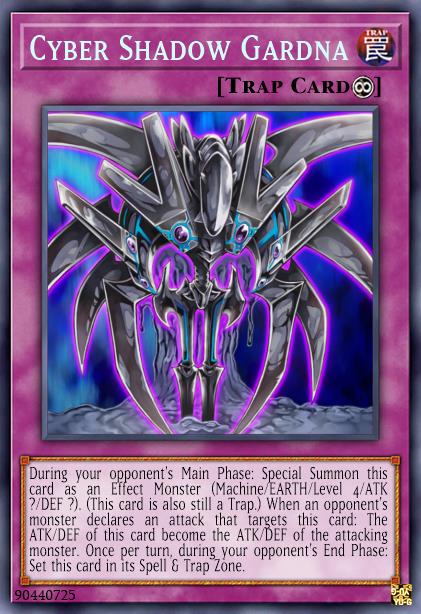 Cyber Shadow Gardna
TRAP
罠
[Trap Card]
During your opponent's Main Phase: Special Summon this
card as an Effect Monster (Machine/EARTH/Level 4/ATK
?/DEF ?). (This card is also still a Trap.) When an opponent's
monster declares an attack that targets this card: The
ATK/DEF of this card become the ATK/DEF of the attacking
monster. Once per turn, during your opponent's End Phase:
Set this card in its Spell & Trap Zone.
90440725